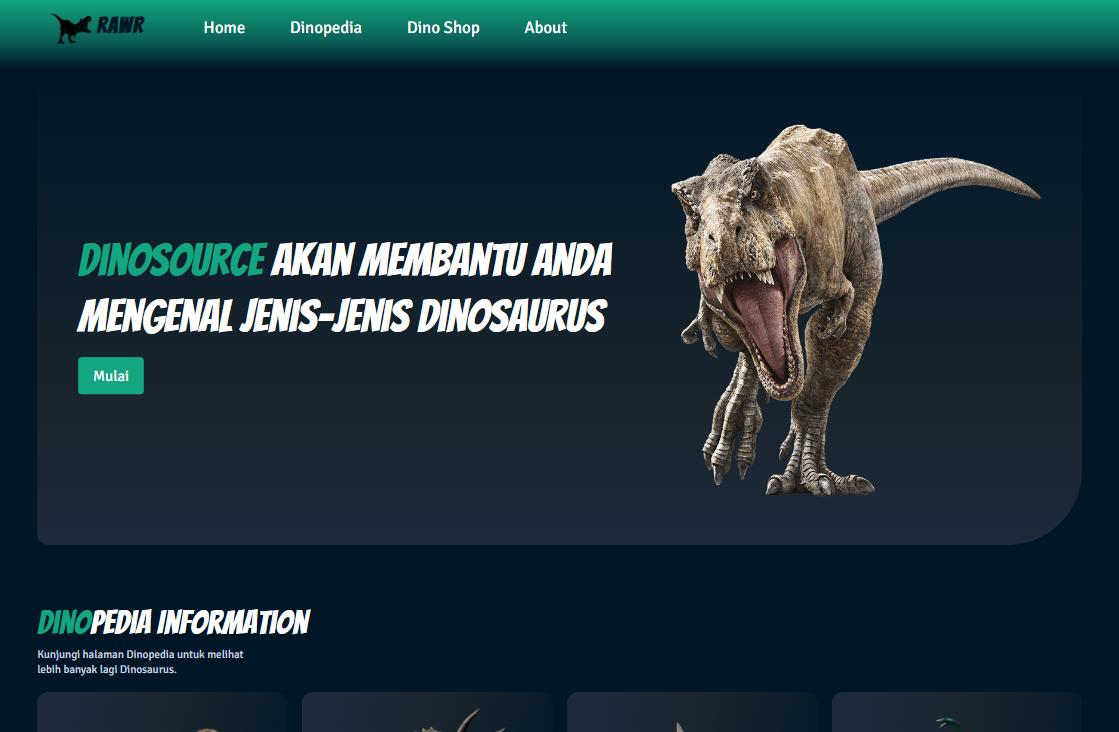 RAWR
Home
Dinopedia
Dino Shop
About
DINOSOURCE AKAN MEMBANTU ANDA
MENGENAL JENIS-JENIS DINOSAURUS
Mulai
DINOPEDIA INFORMATION
Kunjungi halaman Dinopedia untuk melihat
lebih banyak lagi Dinosaurus.